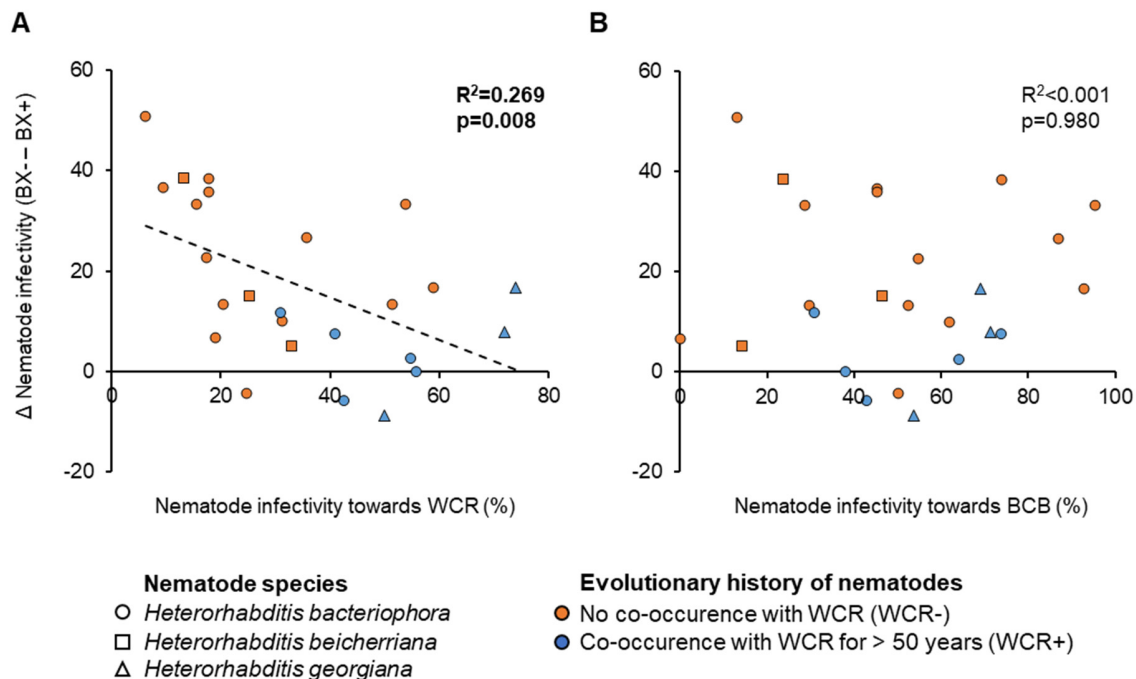 A
B
60
40
20
0
-20
0
20
40
60
80
R²=0.269
p=0.008
Δ Nematode infectivity (BX-– BX+)
Nematode infectivity towards WCR (%)
60
40
20
0
-20
0
20
40
60
80
100
R²<0.001
p=0.980
Nematode infectivity towards BCB (%)
Nematode species
Heterorhabditis bacteriophora
Heterorhabditis beicherriana
Heterorhabditis georgiana
Evolutionary history of nematodes
No co-occurence with WCR (WCR-)
Co-occurence with WCR for > 50 years (WCR+)